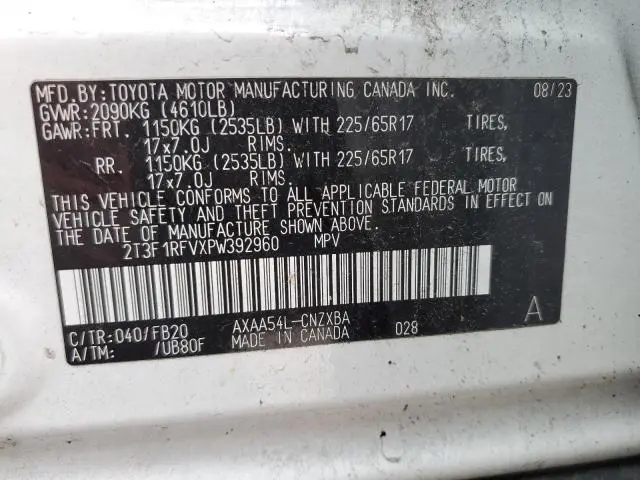 MFD. BY: TOYOTA MOTOR MANUFACTURING CANADA INC. 08/23
GVWR: 2090KG (4610LB)
GAWR: FRT. 1150KG (2535LB) WITH 225/65R17 TIRES,
17x7.0J RIMS.
RR. 1150KG (2535LB) WITH 225/65R17 TIRES,
17x7.0J RIMS.
THIS VEHICLE CONFORMS TO ALL APPLICABLE FEDERAL MOTOR
VEHICLE SAFETY AND THEFT PREVENTION STANDARDS IN EFFECT ON
THE DATE OF MANUFACTURE SHOWN ABOVE.
2T3F1RFVXPW392960 MPV
C/TR: 040/FB20 AXAA54L-CNZXBA 028 A
A/TM: /UB80F MADE IN CANADA